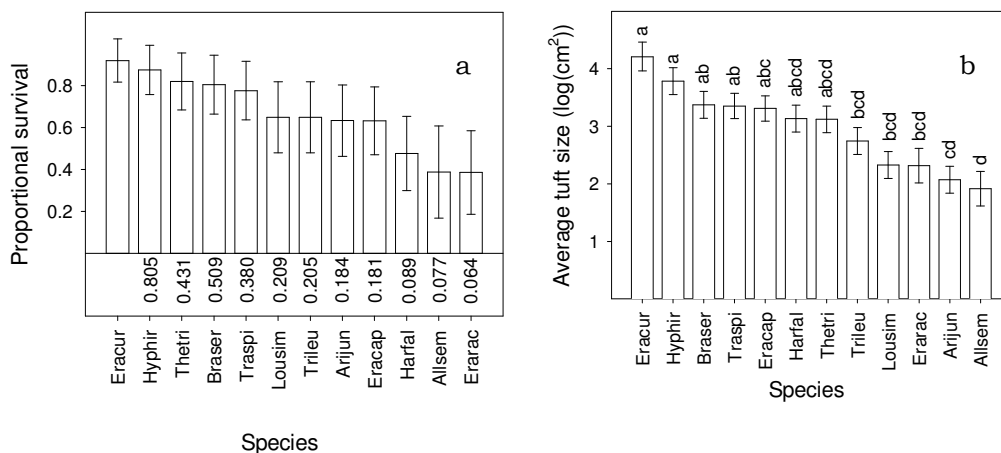 a
Proportional survival
0.8
0.6
0.4
0.2
0.805
0.431
0.509
0.380
0.209
0.205
0.184
0.181
0.089
0.077
0.064
Eracur
Hyphir
Thetri
Braser
Traspi
Lousim
Trileu
Arijun
Eracap
Harfal
Allsem
Erarac
Species
b
Average tuft size (log(cm²))
4
3
2
1
a
a
ab
ab
abc
abcd
abcd
bcd
bcd
bcd
cd
d
Eracur
Hyphir
Braser
Traspi
Eracap
Harfal
Thetri
Trileu
Lousim
Erarac
Arijun
Allsem
Species